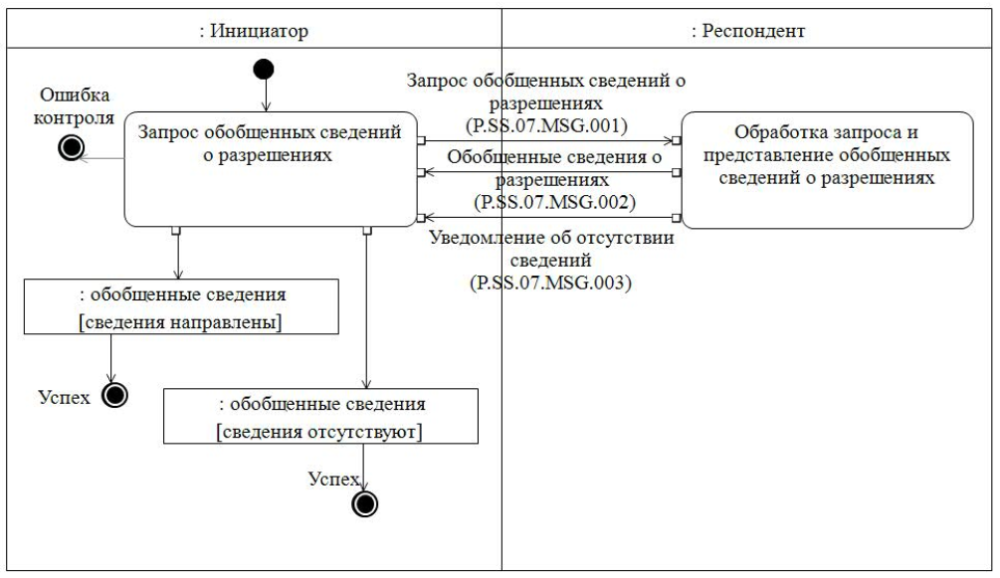 : Инициатор
: Респондент
Ошибка
контроля
Запрос обобщенных сведений
о разрешениях
Запрос обобщенных сведений о
разрешениях
(P.SS.07.MSG.001)
Обобщенные сведения о
разрешениях
(P.SS.07.MSG.002)
Уведомление об отсутствии
сведений
(P.SS.07.MSG.003)
Обработка запроса и
представление обобщенных
сведений о разрешениях
: обобщенные сведения
[сведения направлены]
Успех
: обобщенные сведения
[сведения отсутствуют]
Успех